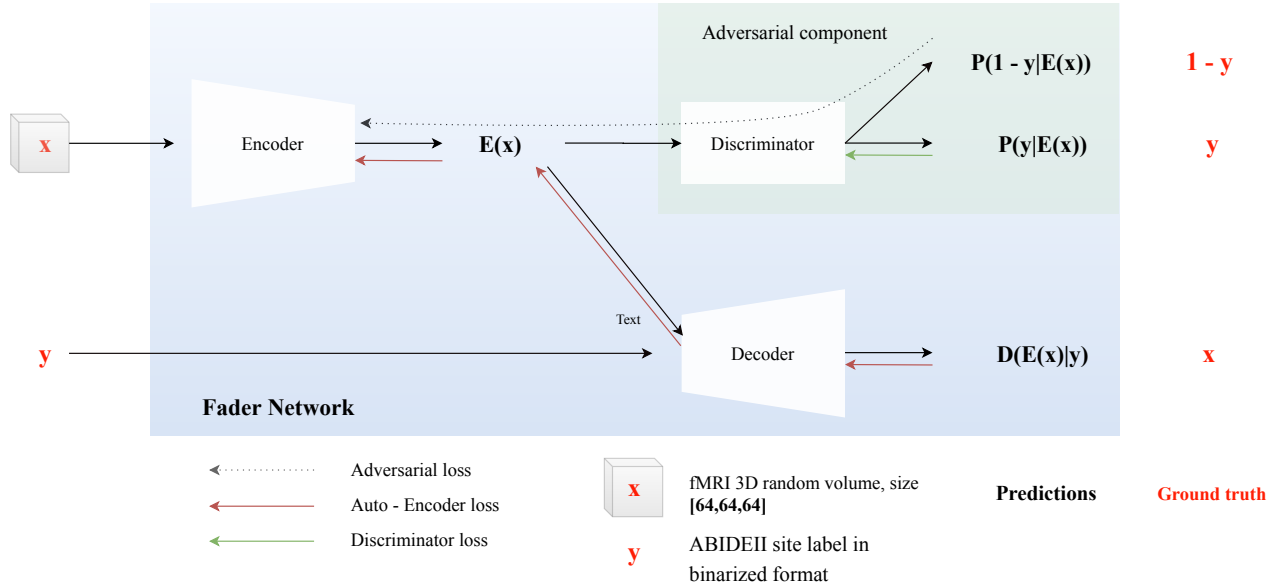 Adversarial component
P(1 - y|E(x))
1 - y
x
Encoder
E(x)
Discriminator
P(y|E(x))
y
Text
y
Decoder
D(E(x)|y)
x
Fader Network
Adversarial loss
Auto - Encoder loss
Discriminator loss
x
fMRI 3D random volume, size
[64,64,64]
y
ABIDEII site label in
binarized format
Predictions
Ground truth